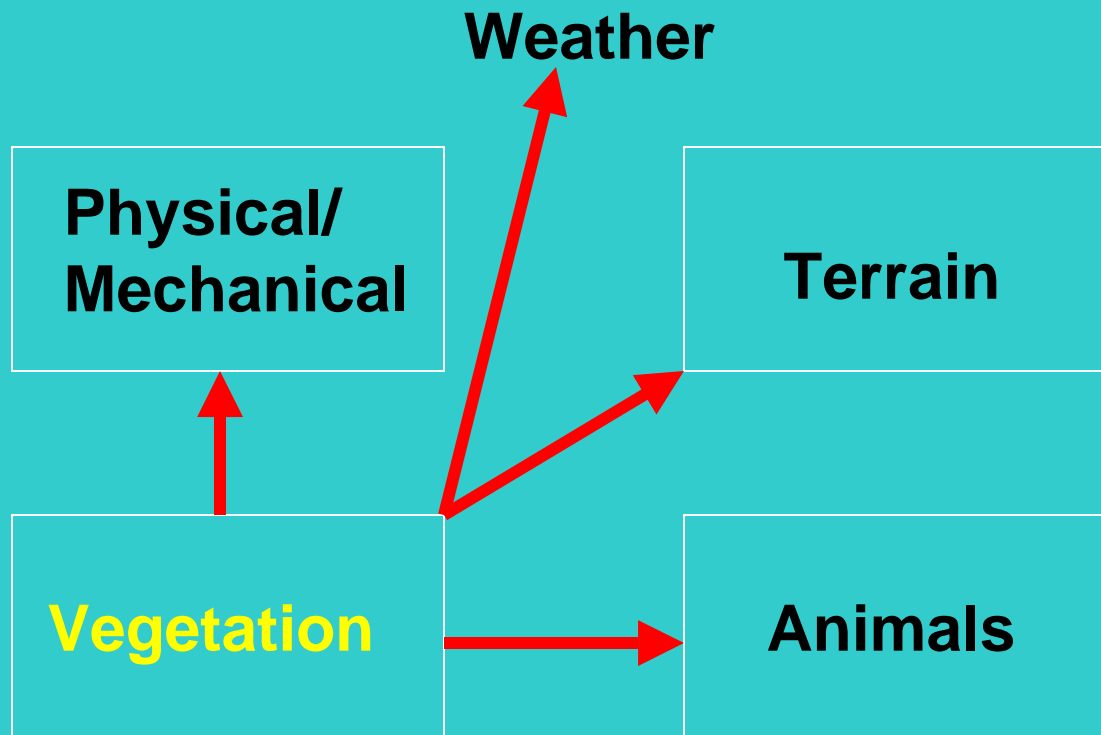 Weather
Physical/
Mechanical
Terrain
Vegetation
Animals